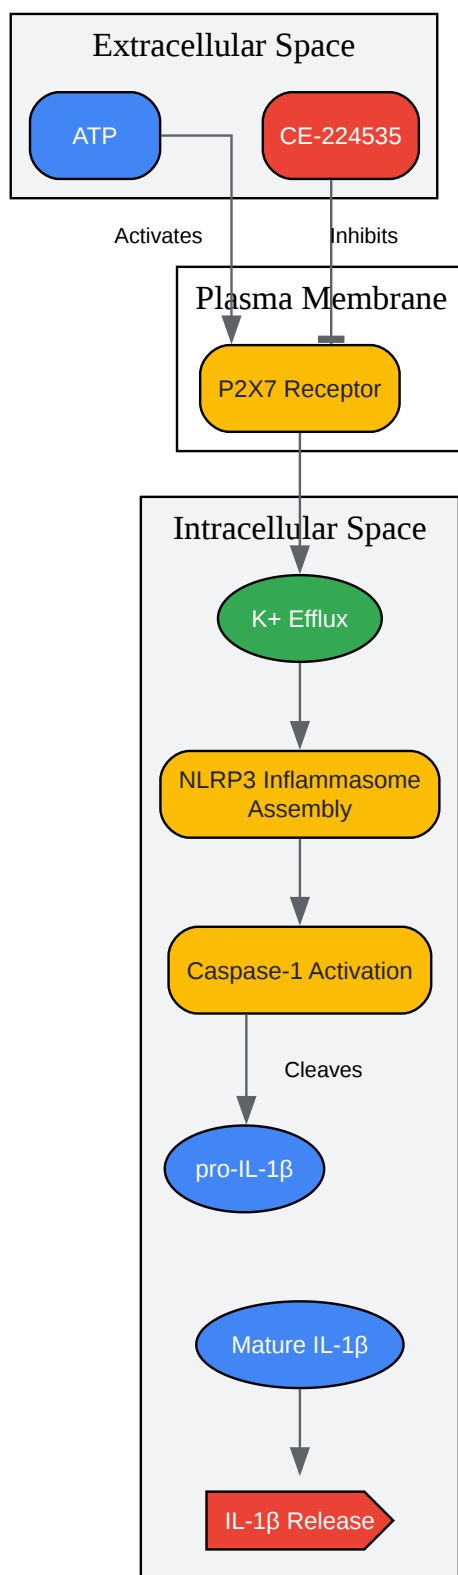 Extracellular Space
ATP
CE-224535
Activates
Inhibits
Plasma Membrane
P2X7 Receptor
Intracellular Space
K+ Efflux
NLRP3 Inflammasome
Assembly
Caspase-1 Activation
Cleaves
pro-IL-1β
Mature IL-1β
IL-1β Release